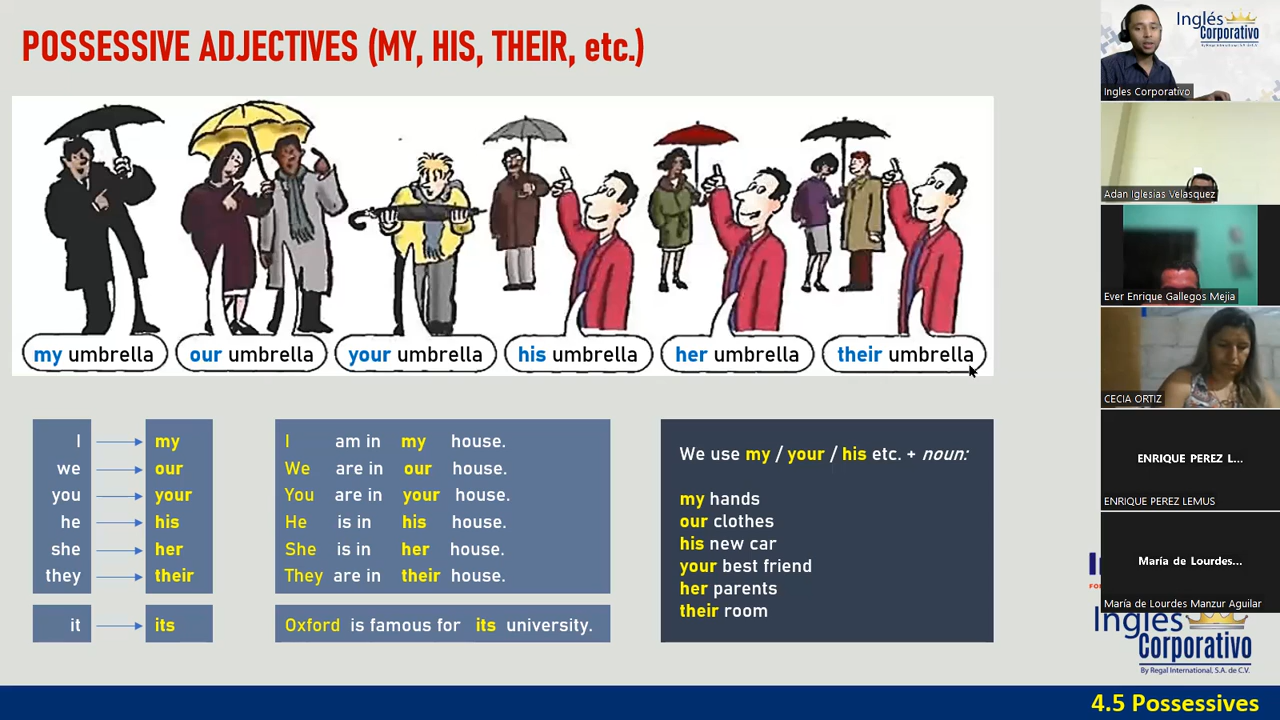 POSSESSIVE ADJECTIVES (MY, HIS, THEIR, etc.)
my umbrella
our umbrella
your umbrella
his umbrella
her umbrella
their umbrella
I my
we our
you your
he his
she her
they their
it its
I am in my house.
We are in our house.
You are in your house.
He is in his house.
She is in her house.
They are in their house.
Oxford is famous for its university.
We use my / your / his etc. + noun:
my hands
our clothes
his new car
your best friend
her parents
their room
Inglés
Corporativo
By Regal International, S.A. de C.V.
Ingles Corporativo
Adan Iglesias Velasquez
Ever Enrique Gallegos Mejia
CECIA ORTIZ
ENRIQUE PEREZ L...
ENRIQUE PEREZ LEMUS
María de Lourdes...
María de Lourdes Manzur Aguilar
Inglés
Corporativo
By Regal International, S.A. de C.V.
4.5 Possessives